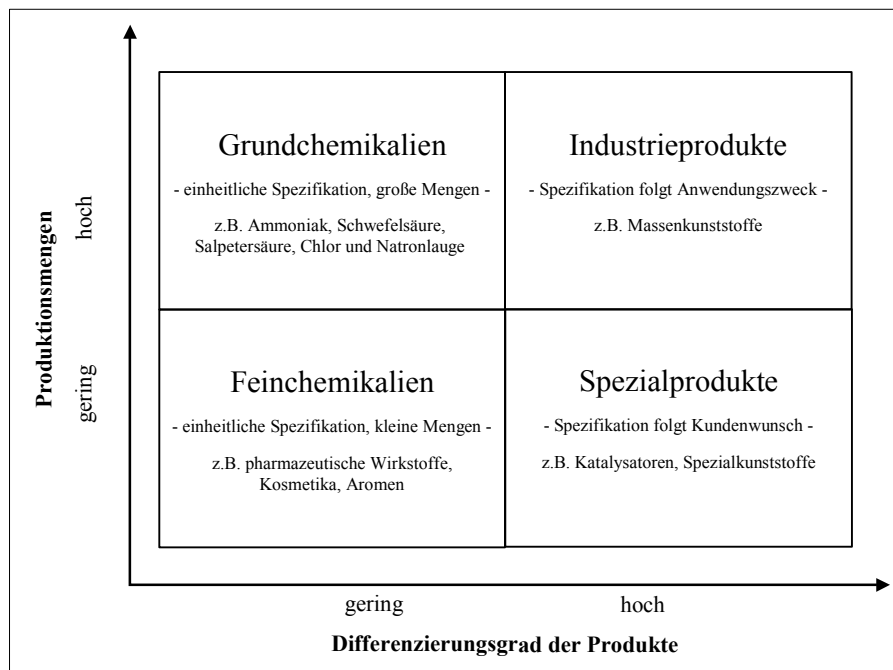 Produktionsmengen
hoch
gering
Grundchemikalien
- einheitliche Spezifikation, große Mengen -
z.B. Ammoniak, Schwefelsäure,
Salpetersäure, Chlor und Natronlauge
Industrieprodukte
- Spezifikation folgt Anwendungszweck -
z.B. Massenkunststoffe
Feinchemikalien
- einheitliche Spezifikation, kleine Mengen -
z.B. pharmazeutische Wirkstoffe,
Kosmetika, Aromen
Spezialprodukte
- Spezifikation folgt Kundenwunsch -
z.B. Katalysatoren, Spezialkunststoffe
gering
hoch
Differenzierungsgrad der Produkte